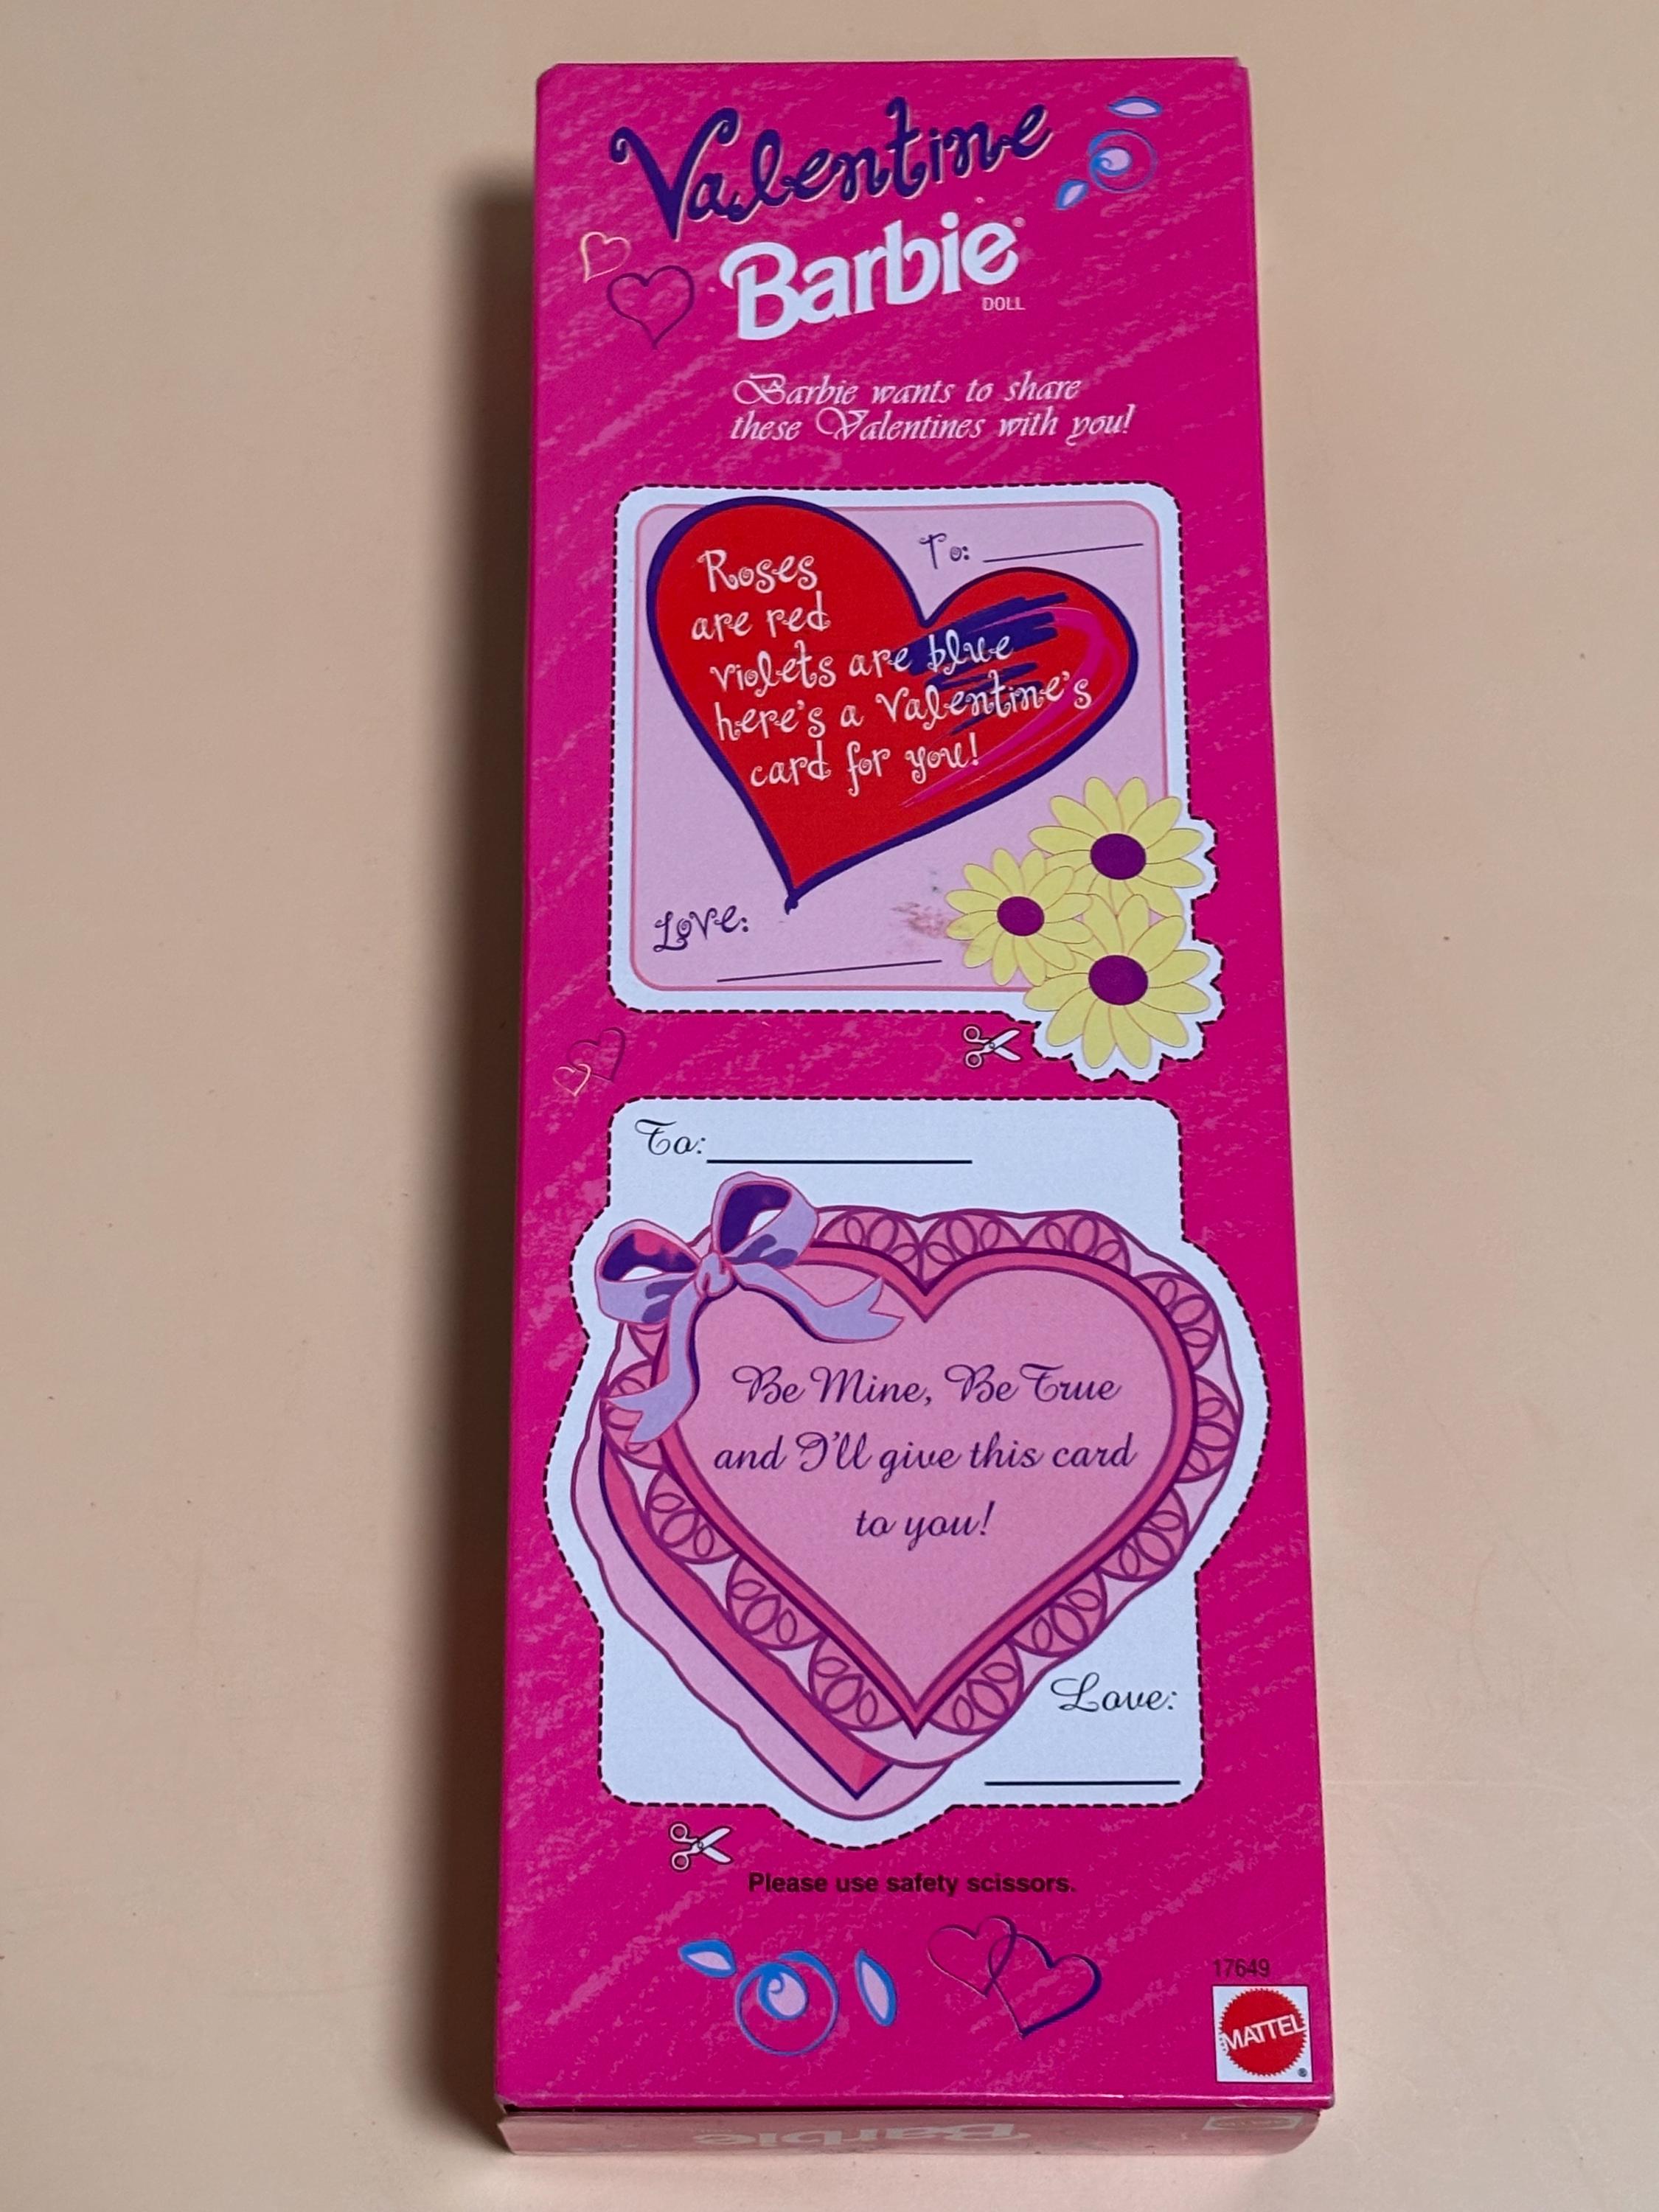 Valentine
Barbie®
DOLL
Barbie wants to share
these Valentines with you!
To:
Roses
are red
violets are blue
here's a Valentine's
card for you!
Love:
To:
Be Mine, Be True
and I'll give this card
to you!
Love:
Please use safety scissors.
17649
MATTEL
®
Barbie